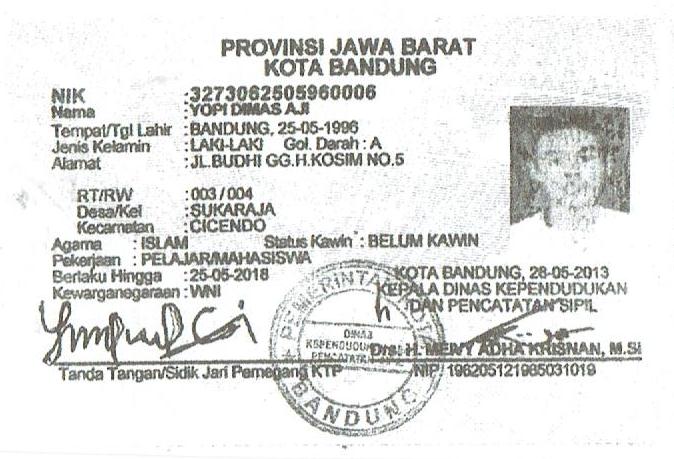 PROVINSI JAWA BARAT
KOTA BANDUNG
NIK :3273062505960006
Nama :YOPI DIMAS AJI
Tempat/Tgl Lahir :BANDUNG, 25-05-1996
Jenis Kelamin :LAKI-LAKI Gol. Darah : A
Alamat :JL.BUDHI GG.H.KOSIM NO.5
RT/RW :003 / 004
Desa/Kel :SUKARAJA
Kecamatan :CICENDO
Agama : ISLAM Status Kawin : BELUM KAWIN
Pekerjaan : PELAJAR/MAHASISWA
Berlaku Hingga :25-05-2018
Kewarganegaraan : WNI
KOTA BANDUNG, 28-05-2013
KEPALA DINAS KEPENDUDUKAN
DAN PENCATATAN SIPIL
PEMERINTAH KOTA
DINAS
KEPENDUDUKAN
PENCATATAN
BANDUNG
Drs. H. MEIVY ADHA KRISNAN, M.Si
Tanda Tangan/Sidik Jari Pemegang KTP NIP. 196205121985031019